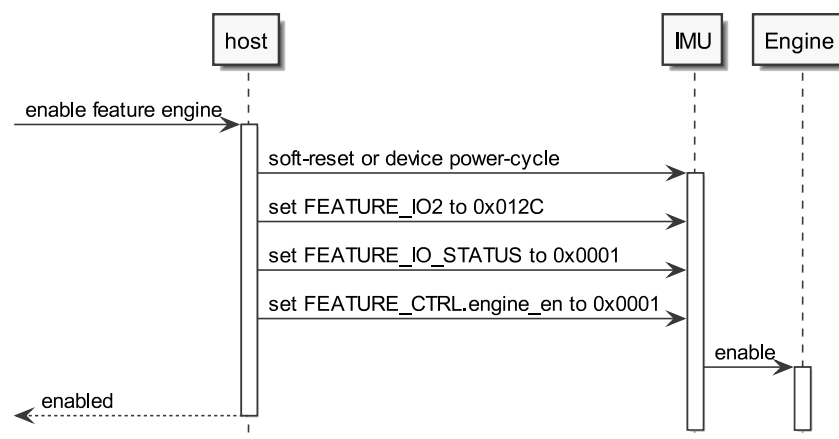 host
IMU
Engine
enable feature engine
soft-reset or device power-cycle
set FEATURE_IO2 to 0x012C
set FEATURE_IO_STATUS to 0x0001
set FEATURE_CTRL.engine_en to 0x0001
enable
enabled